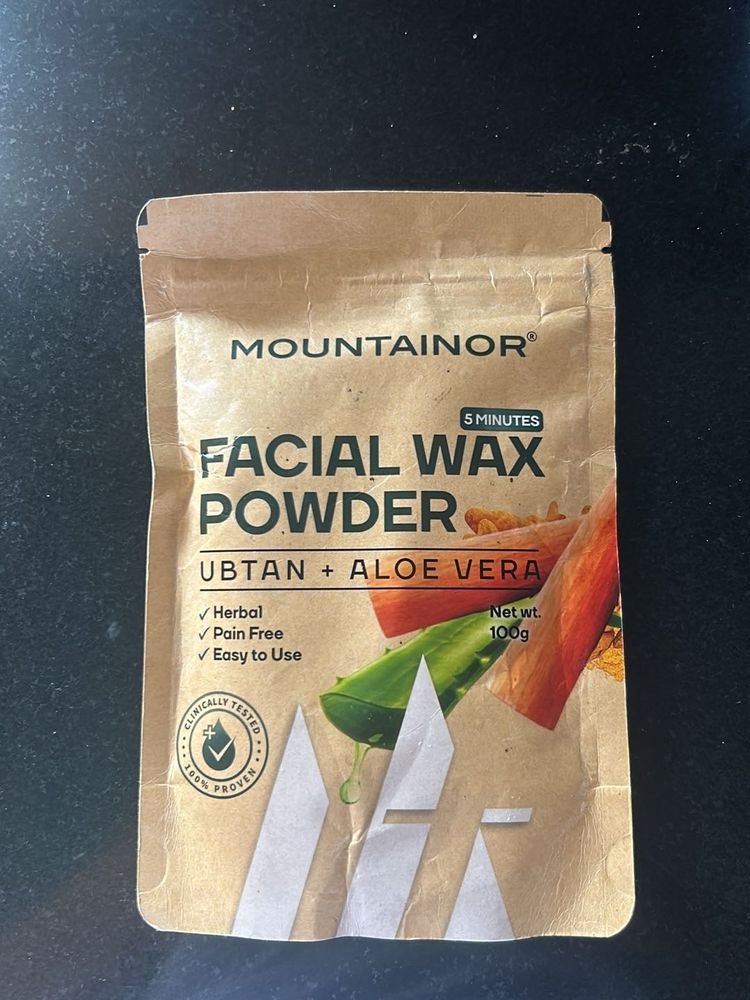 MOUNTAINOR®
5 MINUTES
FACIAL WAX
POWDER
UBTAN + ALOE VERA
✓ Herbal
✓ Pain Free
✓ Easy to Use
Net wt.
100g
CLINICALLY TESTED
100% PROVEN